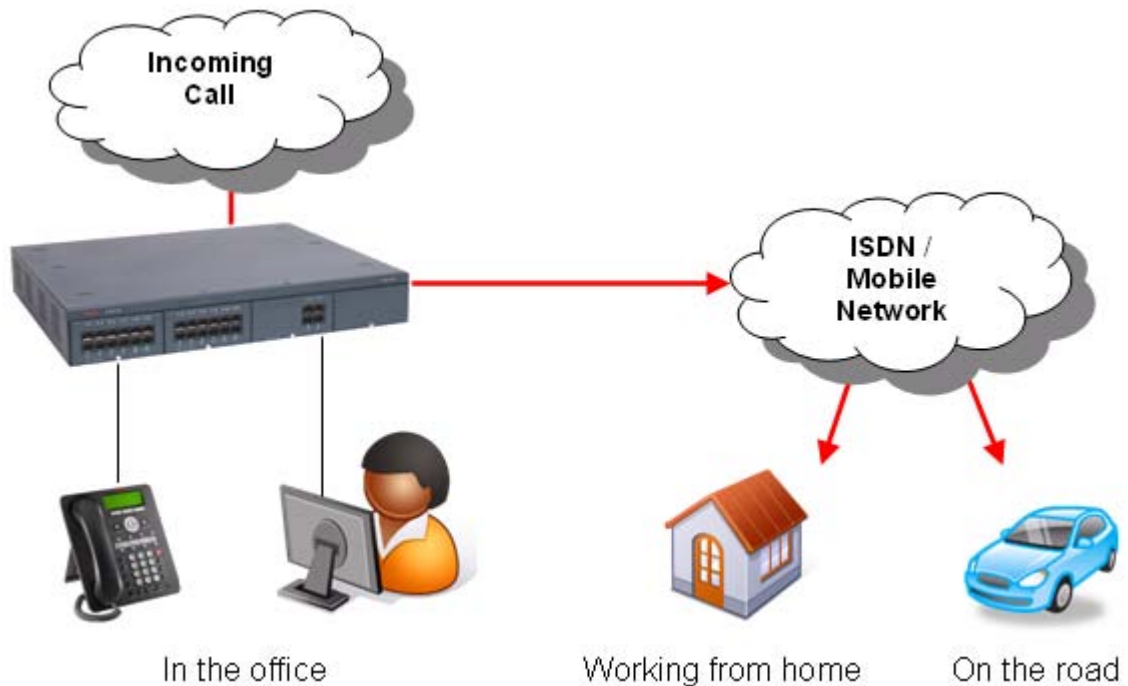 Incoming
Call
ISDN /
Mobile
Network
In the office
Working from home
On the road